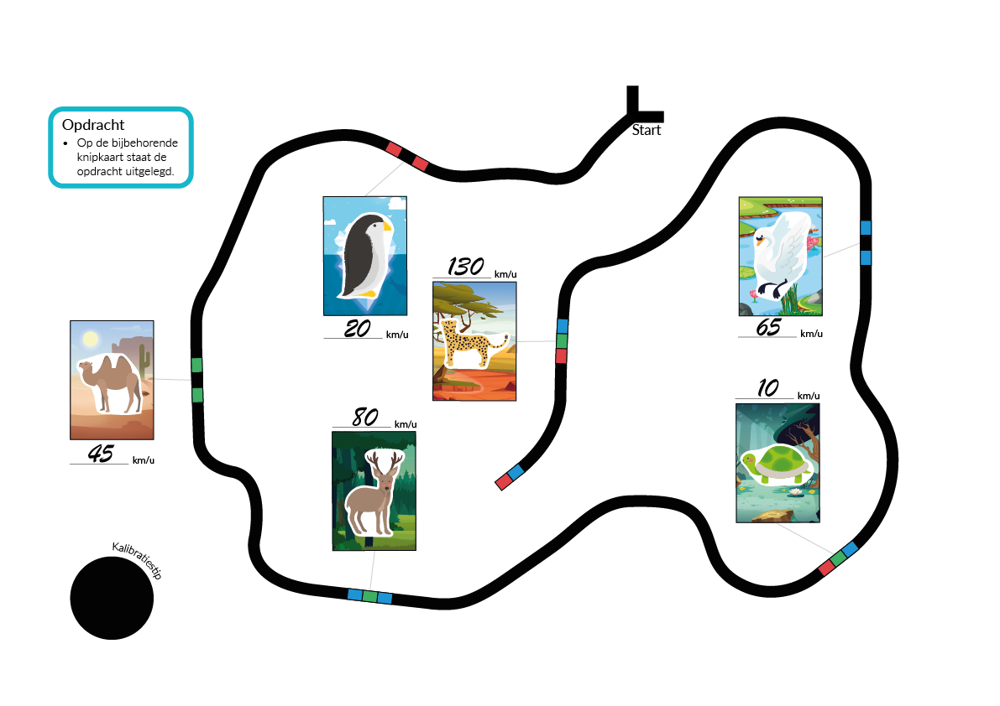 Opdracht
• Op de bijbehorende
knipkaart staat de
opdracht uitgelegd.
Start
130 km/u
20 km/u
65 km/u
45 km/u
80 km/u
10 km/u
Kalibratiestip